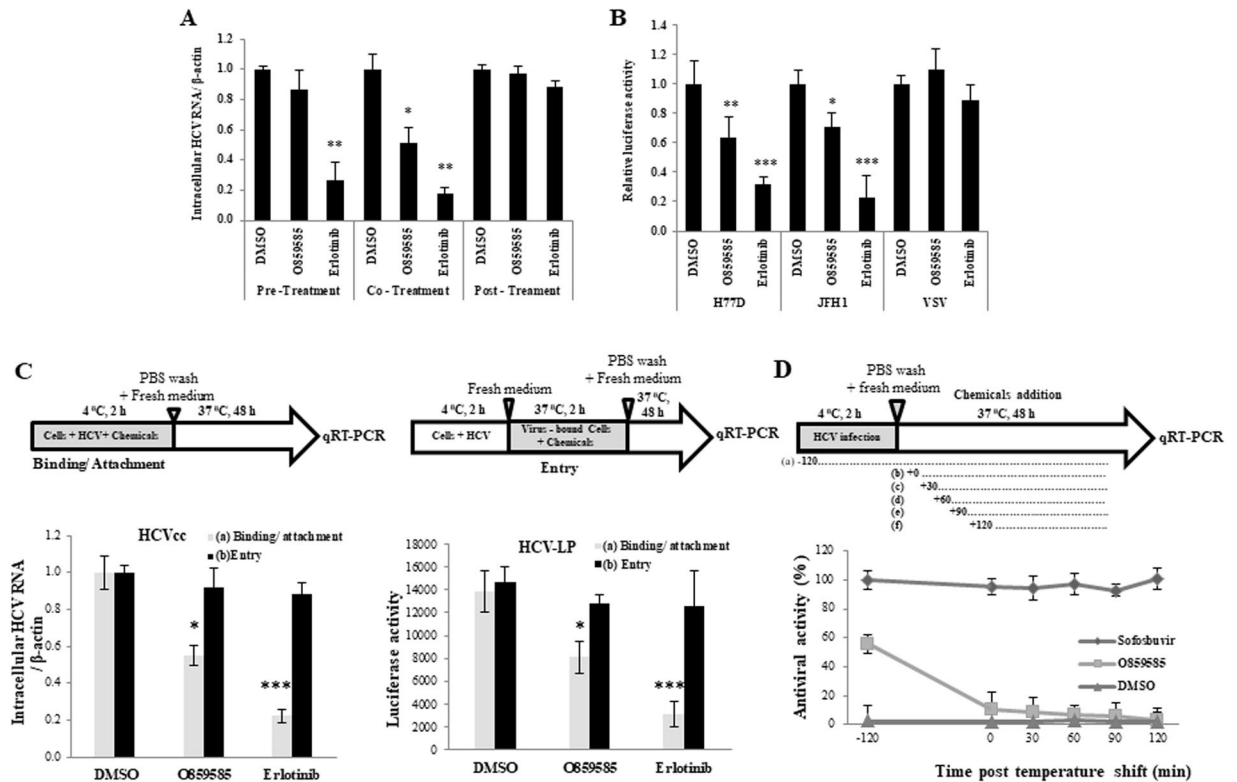 A
Intracellular HCV RNA/ β-actin
1.2
1.0
0.8
0.6
0.4
0.2
0.0
**
*
**
DMSO
O859585
Erlotinib
DMSO
O859585
Erlotinib
DMSO
O859585
Erlotinib
Pre -Treatment
Co - Treatment
Post - Treament
B
Relative luciferase activity
1.4
1.2
1.0
0.8
0.6
0.4
0.2
0.0
**
***
*
***
DMSO
O859585
Erlotinib
DMSO
O859585
Erlotinib
DMSO
O859585
Erlotinib
H77D
JFH1
VSV
C
PBS wash
+ Fresh medium
4 ºC, 2 h
37 ºC, 48 h
Cells + HCV+ Chemicals
qRT-PCR
Binding/ Attachment
PBS wash
+ Fresh medium
Fresh medium
4 ºC, 2 h
37 ºC, 2 h
37 ºC,
48 h
Cells + HCV
Virus - bound Cells
+ Chemicals
qRT-PCR
Entry
HCVcc
(a) Binding/ attachment
(b)Entry
Intracellular HCV RNA
/ β-actin
1.2
1.0
0.8
0.6
0.4
0.2
0.0
*
***
DMSO
O859585
Erlotinib
HCV-LP
(a) Binding/ attachment
(b) Entry
Luciferase activity
18000
16000
14000
12000
10000
8000
6000
4000
2000
0
*
***
DMSO
O859585
Erlotinib
D
PBS wash
+ fresh medium
Chemicals addition
4 ºC, 2 h
37 ºC, 48 h
HCV infection
qRT-PCR
(a) -120
(b) +0
(c) +30
(d) +60
(e) +90
(f) +120
Antiviral activity (%)
120
100
80
60
40
20
0
Sofosbuvir
O859585
DMSO
-120
0
30
60
90
120
Time post temperature shift (min)